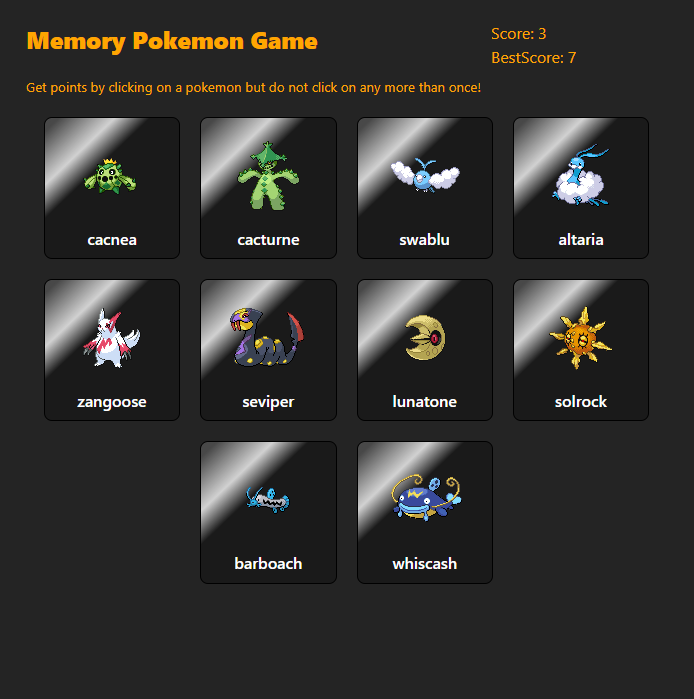 Memory Pokemon Game
Score: 3
BestScore: 7
Get points by clicking on a pokemon but do not click on any more than once!
cacnea
cacturne
swablu
altaria
zangoose
seviper
lunatone
solrock
barboach
whiscash